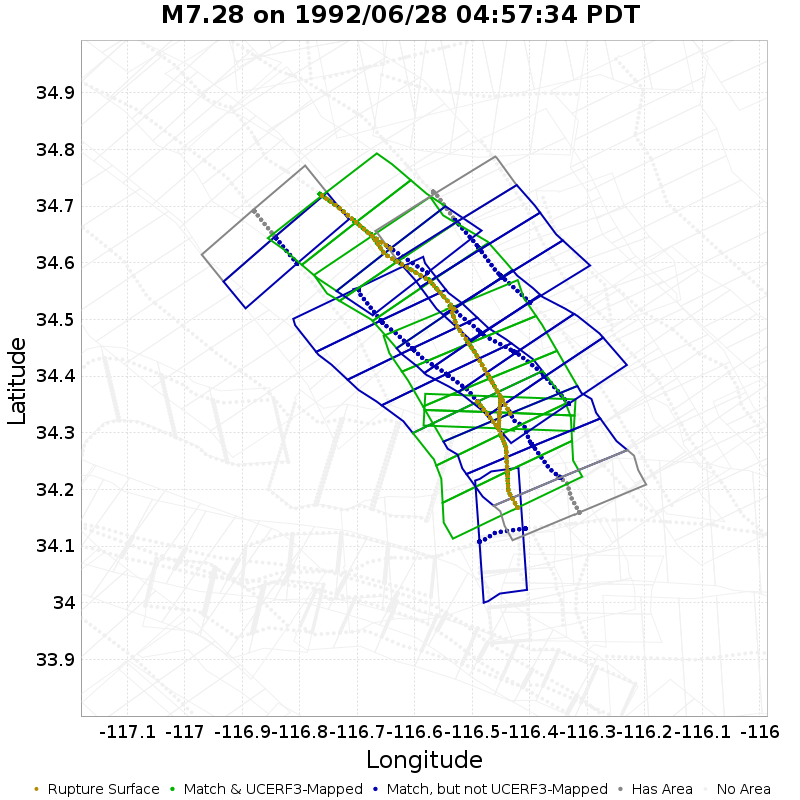 M7.28 on 1992/06/28 04:57:34 PDT
Latitude
34.9
34.8
34.7
34.6
34.5
34.4
34.3
34.2
34.1
34
33.9
-117.1 -117 -116.9 -116.8 -116.7 -116.6 -116.5 -116.4 -116.3 -116.2 -116.1 -116
Longitude
Rupture Surface Match & UCERF3-Mapped Match, but not UCERF3-Mapped Has Area No Area